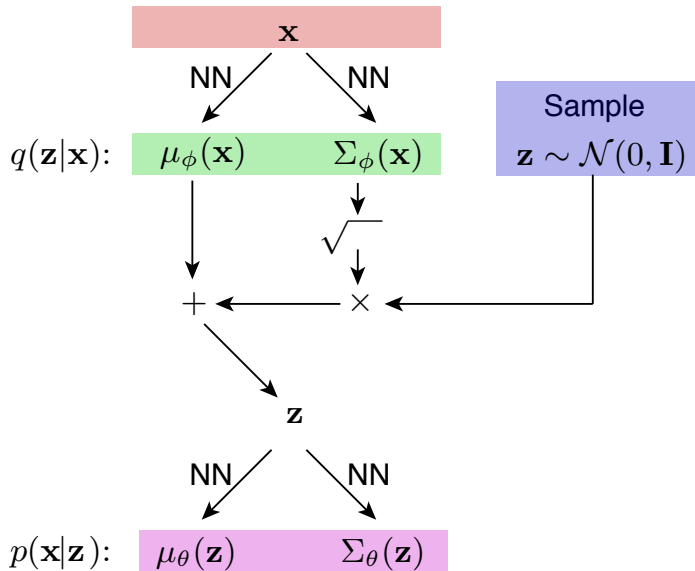 x
NN NN
Sample
q(z|x): μ_ϕ(x) Σ_ϕ(x) z ∼ 𝒩(0, I)
√
+ ×
z
NN NN
p(x|z): μ_θ(z) Σ_θ(z)